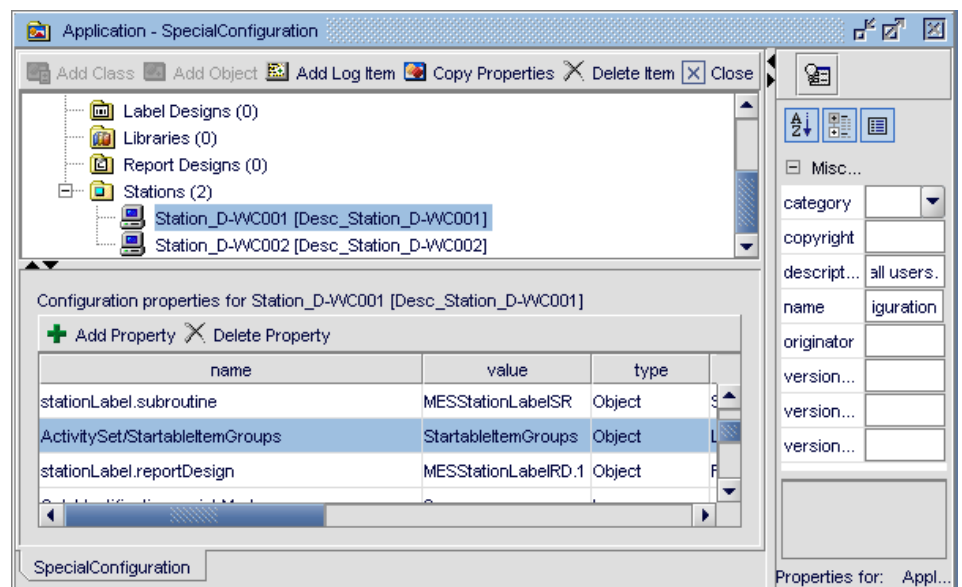 Application - SpecialConfiguration
Add Class Add Object Add Log Item Copy Properties Delete Item Close
Label Designs (0)
Libraries (0)
Report Designs (0)
Stations (2)
Station_D-WC001 [Desc_Station_D-WC001]
Station_D-WC002 [Desc_Station_D-WC002]
Configuration properties for Station_D-WC001 [Desc_Station_D-WC001]
Add Property Delete Property
name value type
stationLabel.subroutine MESStationLabelSR Object
ActivitySet/StartableItemGroups StartableItemGroups Object
stationLabel.reportDesign MESStationLabelRD.1 Object
SpecialConfiguration
Misc...
category
copyright
descript... all users.
name iguration
originator
version...
version...
version...
Properties for: Appl...